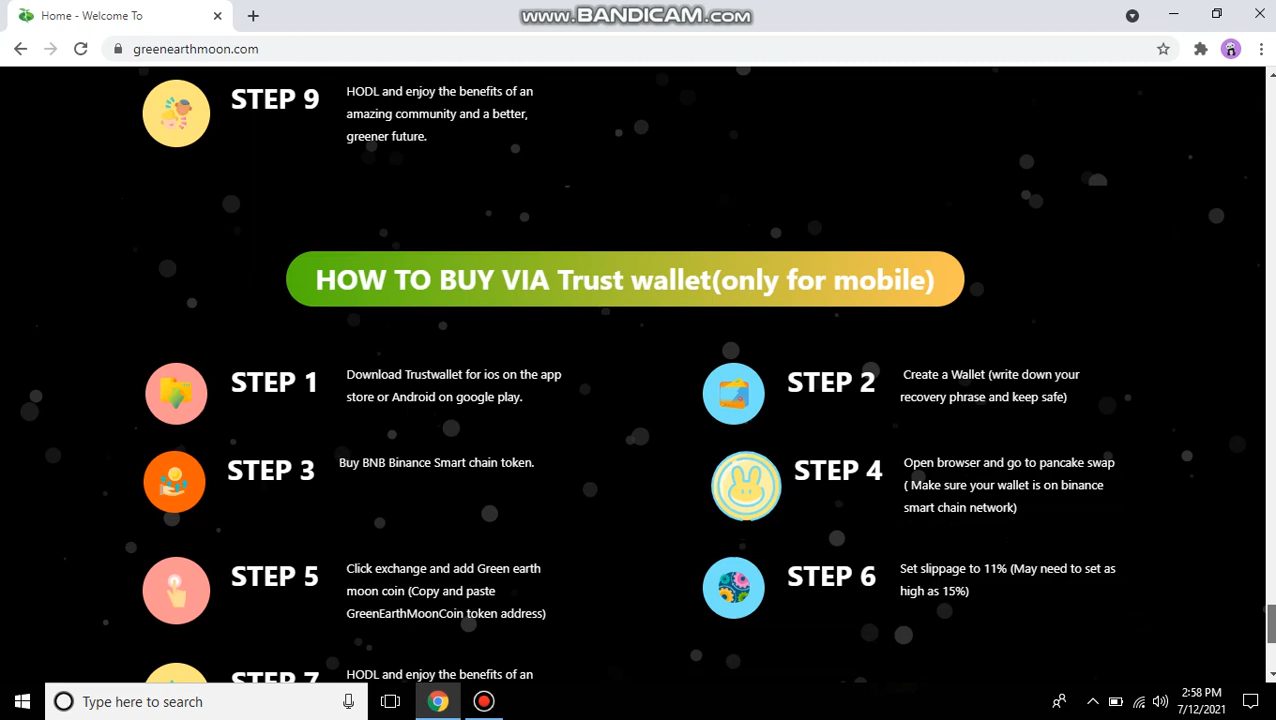 Home - Welcome To
www.BANDICAM.com
greenearthmoon.com
STEP 9
HODL and enjoy the benefits of an
amazing community and a better,
greener future.
HOW TO BUY VIA Trust wallet(only for mobile)
STEP 1
Download Trustwallet for ios on the app
store or Android on google play.
STEP 2
Create a Wallet (write down your
recovery phrase and keep safe)
STEP 3
Buy BNB Binance Smart chain token.
STEP 4
Open browser and go to pancake swap
( Make sure your wallet is on binance
smart chain network)
STEP 5
Click exchange and add Green earth
moon coin (Copy and paste
GreenEarthMoonCoin token address)
STEP 6
Set slippage to 11% (May need to set as
high as 15%)
STEP 7
HODL and enjoy the benefits of an
Type here to search
2:58 PM
7/12/2021